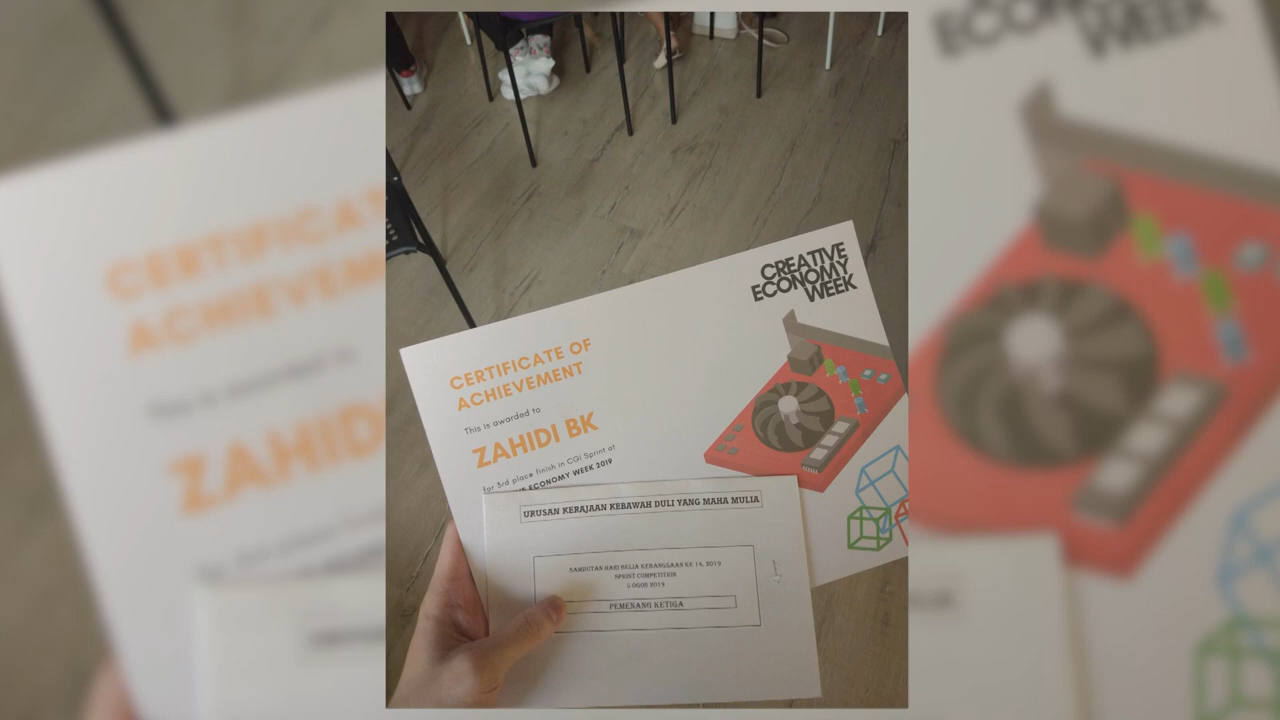 CREATIVE
ECONOMY
WEEK
CERTIFICATE OF
ACHIEVEMENT
This is awarded to
ZAHIDI BK
for 3rd place finish in CGI Sprint at
ECONOMY WEEK 2019
URUSAN KERAJAAN KEBAWAH DULI YANG MAHA MULIA
SAMBUTAN HARI BELIA KEBANGSAAN KE 14, 2019
SPRINT COMPETITION
5 OGOS 2019
PEMENANG KETIGA